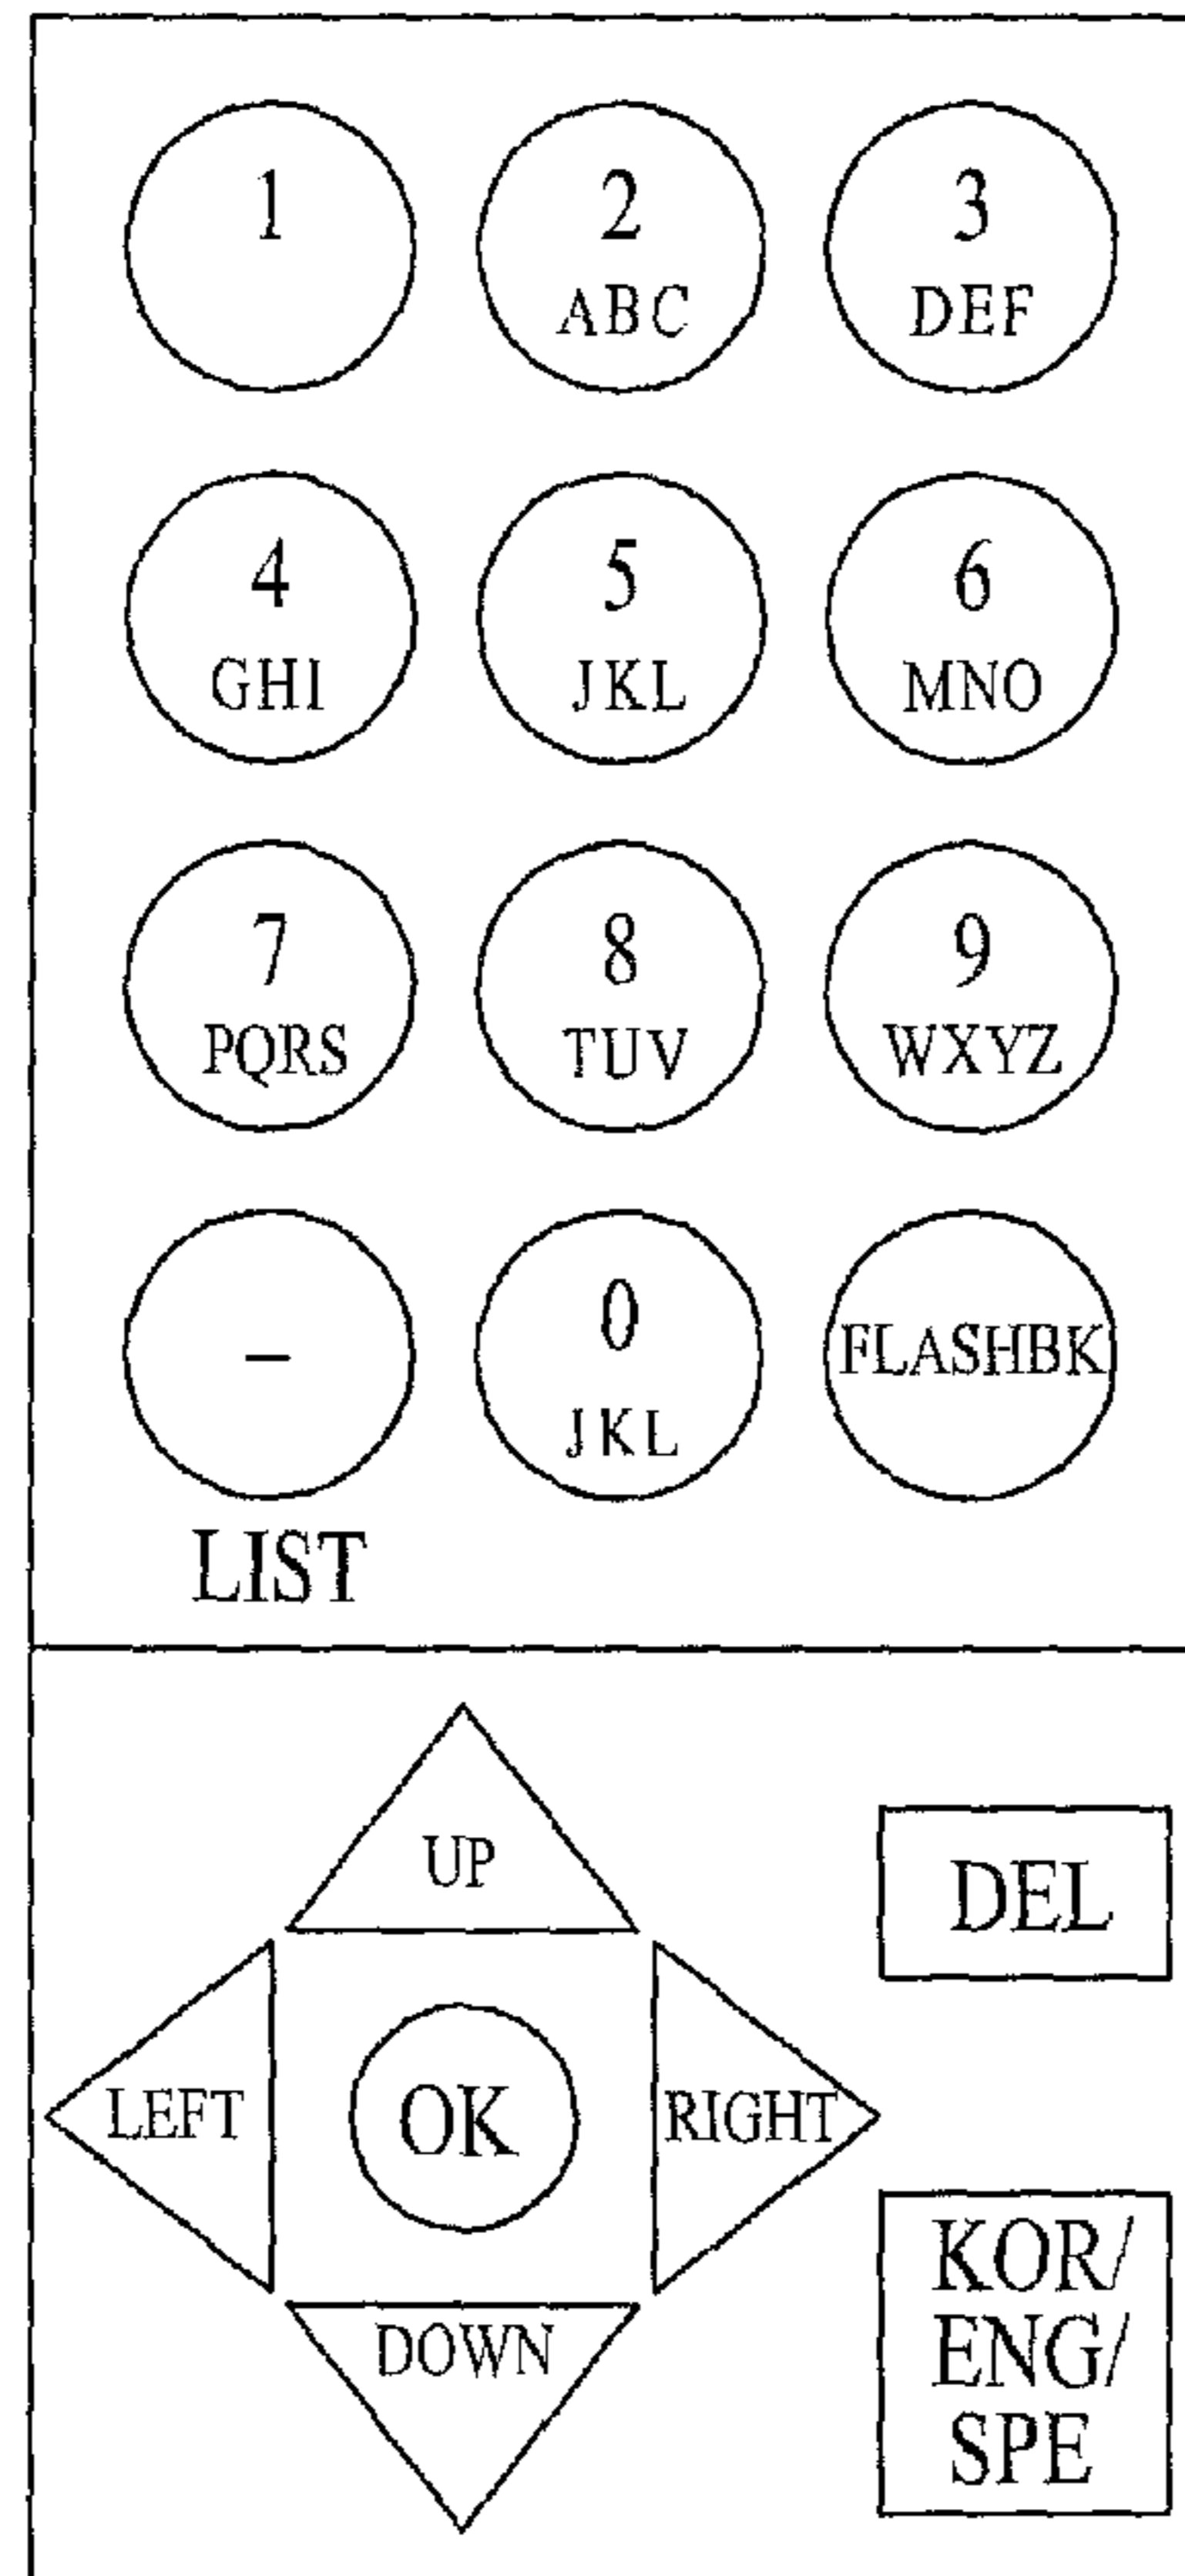 1 2 3
ABC DEF
4 5 6
GHI JKL MNO
7 8 9
PQRS TUV WXYZ
– 0 FLASHBK
JKL
LIST
UP
DEL
LEFT OK RIGHT
DOWN
KOR/
ENG/
SPE